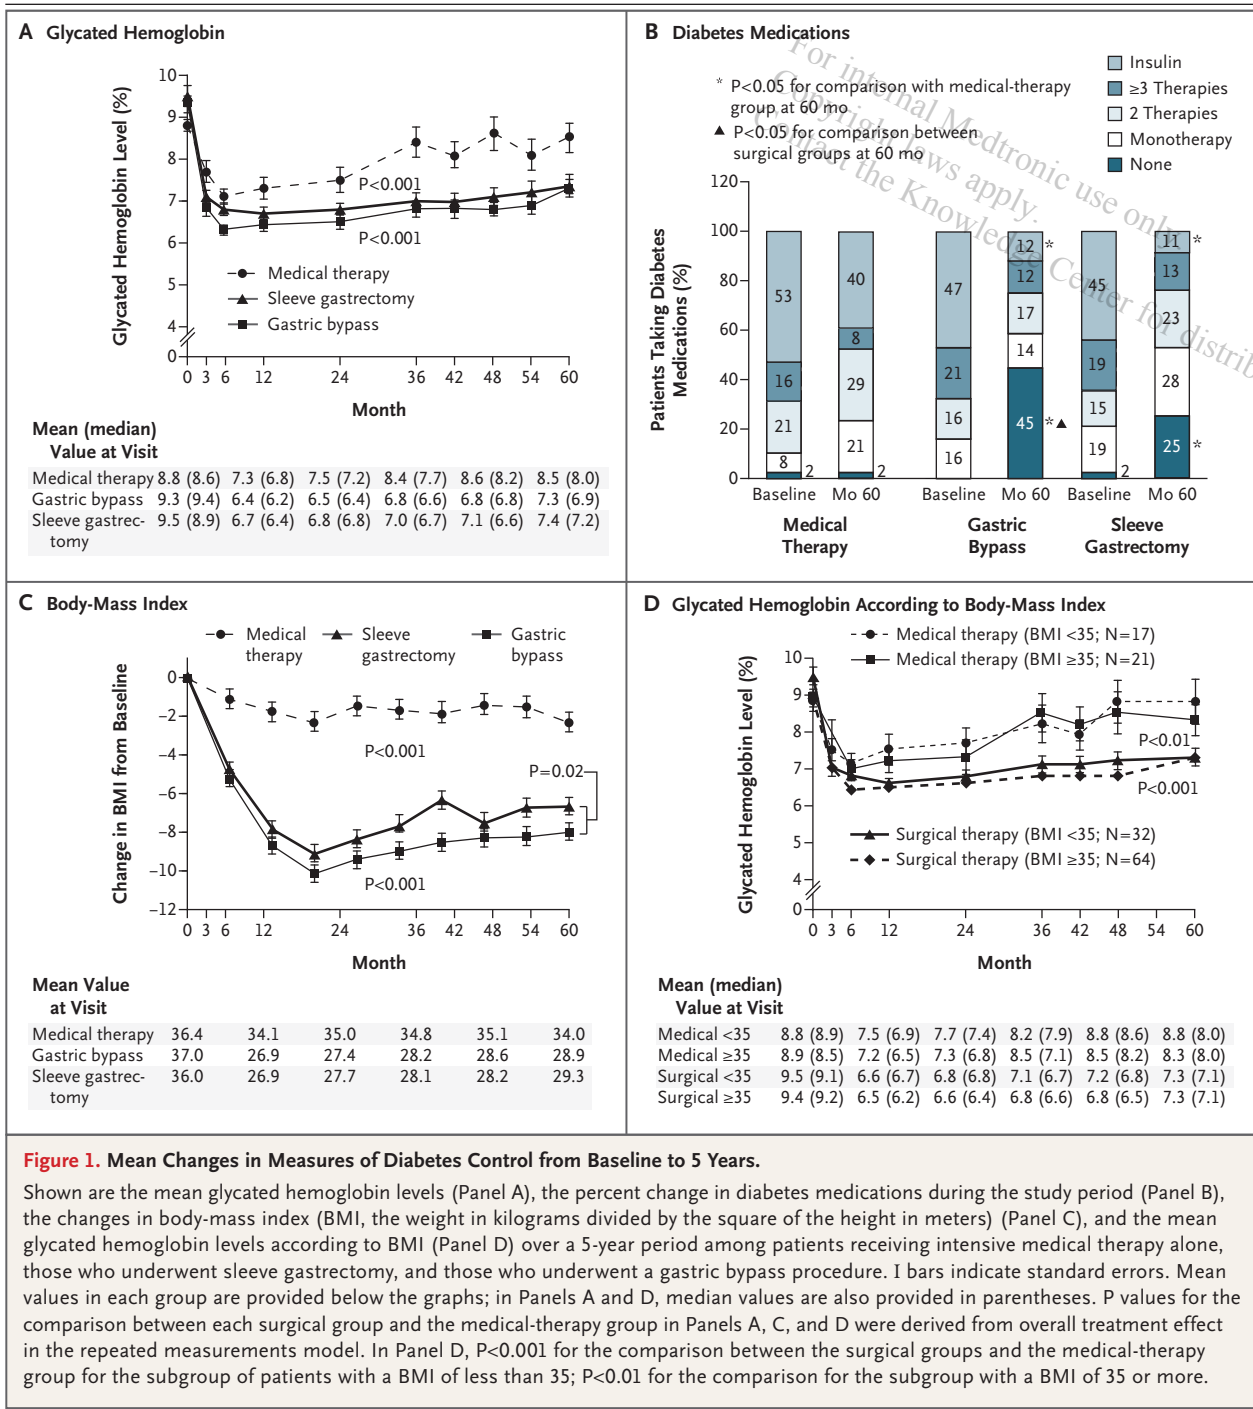 A Glycated Hemoglobin
Glycated Hemoglobin Level (%)
10
9
8
7
6
5
4
0
P<0.001
P<0.001
Medical therapy
Sleeve gastrectomy
Gastric bypass
0 3 6 12 24 36 42 48 54 60
Month
Mean (median)
Value at Visit
Medical therapy 8.8 (8.6) 7.3 (6.8) 7.5 (7.2) 8.4 (7.7) 8.6 (8.2) 8.5 (8.0)
Gastric bypass 9.3 (9.4) 6.4 (6.2) 6.5 (6.4) 6.8 (6.6) 6.8 (6.8) 7.3 (6.9)
Sleeve gastrec- 9.5 (8.9) 6.7 (6.4) 6.8 (6.8) 7.0 (6.7) 7.1 (6.6) 7.4 (7.2)
tomy
B Diabetes Medications
For internal Medtronic use only.
Copyright laws apply.
Contact the Knowledge Center for distrib
* P<0.05 for comparison with medical-therapy
group at 60 mo
▲ P<0.05 for comparison between
surgical groups at 60 mo
Insulin
≥3 Therapies
2 Therapies
Monotherapy
None
Patients Taking Diabetes
Medications (%)
120
100
80
60
40
20
0
53
16
21
8
2
40
8
29
21
2
47
21
16
16
12 *
12
17
14
45 *▲
45
19
15
19
2
11 *
13
23
28
25 *
Baseline Mo 60 Baseline Mo 60 Baseline Mo 60
Medical
Therapy
Gastric
Bypass
Sleeve
Gastrectomy
C Body-Mass Index
Medical
therapy
Sleeve
gastrectomy
Gastric
bypass
Change in BMI from Baseline
0
−2
−4
−6
−8
−10
−12
P<0.001
P=0.02
P<0.001
0 3 6 12 24 36 42 48 54 60
Month
Mean Value
at Visit
Medical therapy 36.4 34.1 35.0 34.8 35.1 34.0
Gastric bypass 37.0 26.9 27.4 28.2 28.6 28.9
Sleeve gastrec- 36.0 26.9 27.7 28.1 28.2 29.3
tomy
D Glycated Hemoglobin According to Body-Mass Index
Medical therapy (BMI <35; N=17)
Medical therapy (BMI ≥35; N=21)
Glycated Hemoglobin Level (%)
10
9
8
7
6
5
4
0
P<0.01
P<0.001
Surgical therapy (BMI <35; N=32)
Surgical therapy (BMI ≥35; N=64)
0 3 6 12 24 36 42 48 54 60
Month
Mean (median)
Value at Visit
Medical <35 8.8 (8.9) 7.5 (6.9) 7.7 (7.4) 8.2 (7.9) 8.8 (8.6) 8.8 (8.0)
Medical ≥35 8.9 (8.5) 7.2 (6.5) 7.3 (6.8) 8.5 (7.1) 8.5 (8.2) 8.3 (8.0)
Surgical <35 9.5 (9.1) 6.6 (6.7) 6.8 (6.8) 7.1 (6.7) 7.2 (6.8) 7.3 (7.1)
Surgical ≥35 9.4 (9.2) 6.5 (6.2) 6.6 (6.4) 6.8 (6.6) 6.8 (6.5) 7.3 (7.1)
Figure 1. Mean Changes in Measures of Diabetes Control from Baseline to 5 Years.
Shown are the mean glycated hemoglobin levels (Panel A), the percent change in diabetes medications during the study period (Panel B),
the changes in body-mass index (BMI, the weight in kilograms divided by the square of the height in meters) (Panel C), and the mean
glycated hemoglobin levels according to BMI (Panel D) over a 5-year period among patients receiving intensive medical therapy alone,
those who underwent sleeve gastrectomy, and those who underwent a gastric bypass procedure. I bars indicate standard errors. Mean
values in each group are provided below the graphs; in Panels A and D, median values are also provided in parentheses. P values for the
comparison between each surgical group and the medical-therapy group in Panels A, C, and D were derived from overall treatment effect
in the repeated measurements model. In Panel D, P<0.001 for the comparison between the surgical groups and the medical-therapy
group for the subgroup of patients with a BMI of less than 35; P<0.01 for the comparison for the subgroup with a BMI of 35 or more.